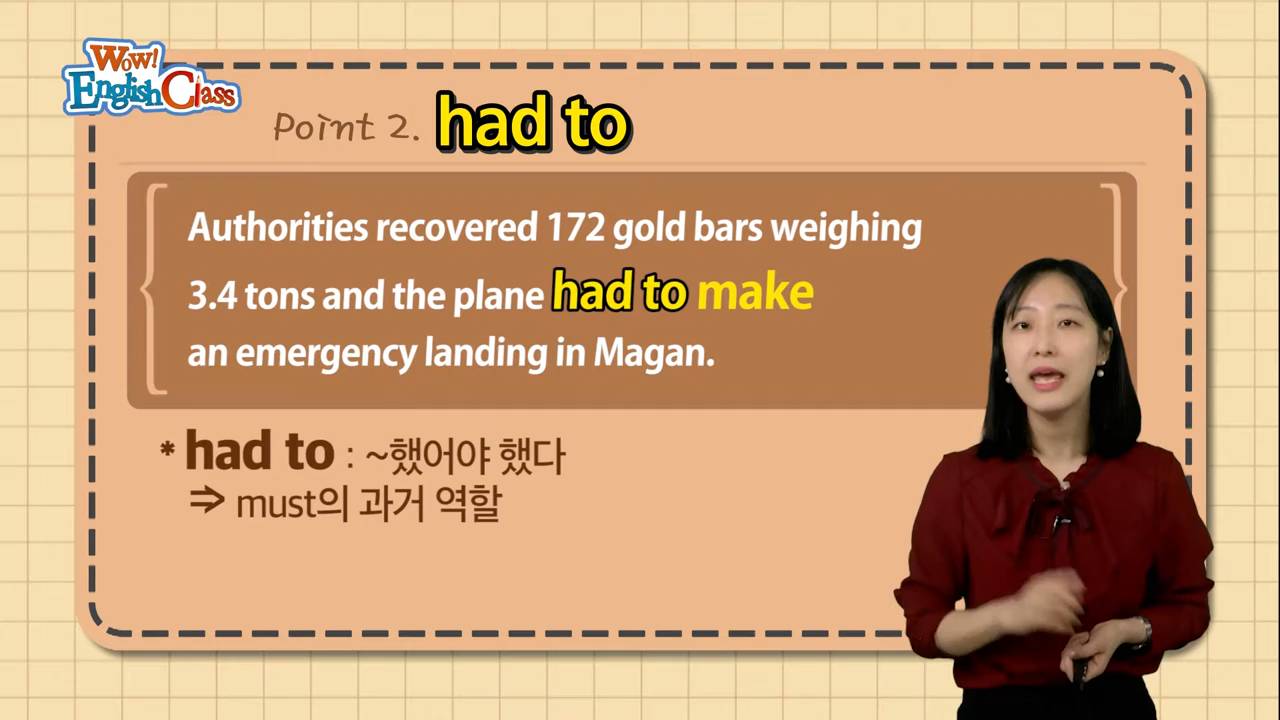 Wow!
English Class
Point 2. had to
Authorities recovered 172 gold bars weighing
3.4 tons and the plane had to make
an emergency landing in Magan.
* had to : ~했어야 했다
⇒ must의 과거 역할